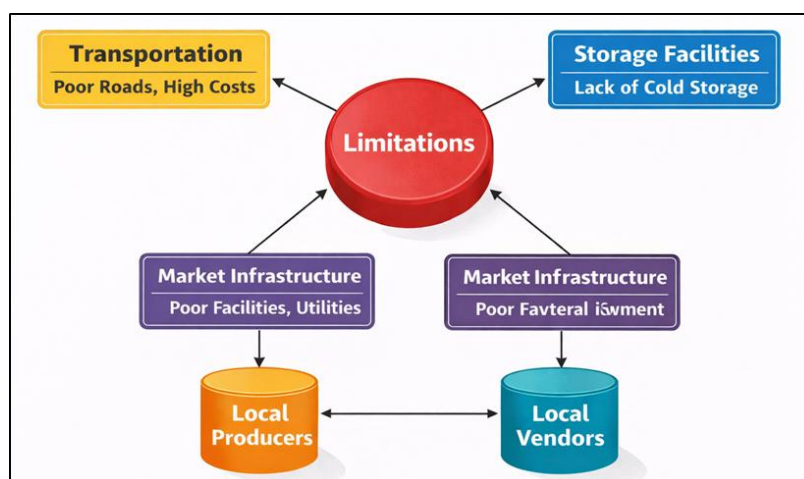 Transportation
Poor Roads, High Costs
Storage Facilities
Lack of Cold Storage
Limitations
Market Infrastructure
Poor Facilities, Utilities
Market Infrastructure
Poor
Local
Producers
Local
Vendors